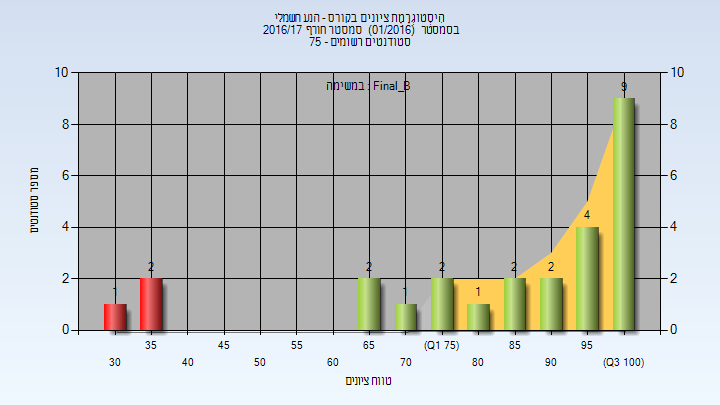 היסטוגרמת ציונים בקורס - הנע חשמלי
בסמסטר (01/2016) סמסטר חורף 2016/17
סטודנטים רשומים - 75
במשימה : Final_B
מספר סטודנטים
10 8 6 4 2 0
10 8 6 4 2 0
1 2 2 1 2 1 2 2 4 9
35 45 55 65 (Q1 75) 85 95
30 40 50 60 70 80 90 (Q3 100)
טווח ציונים